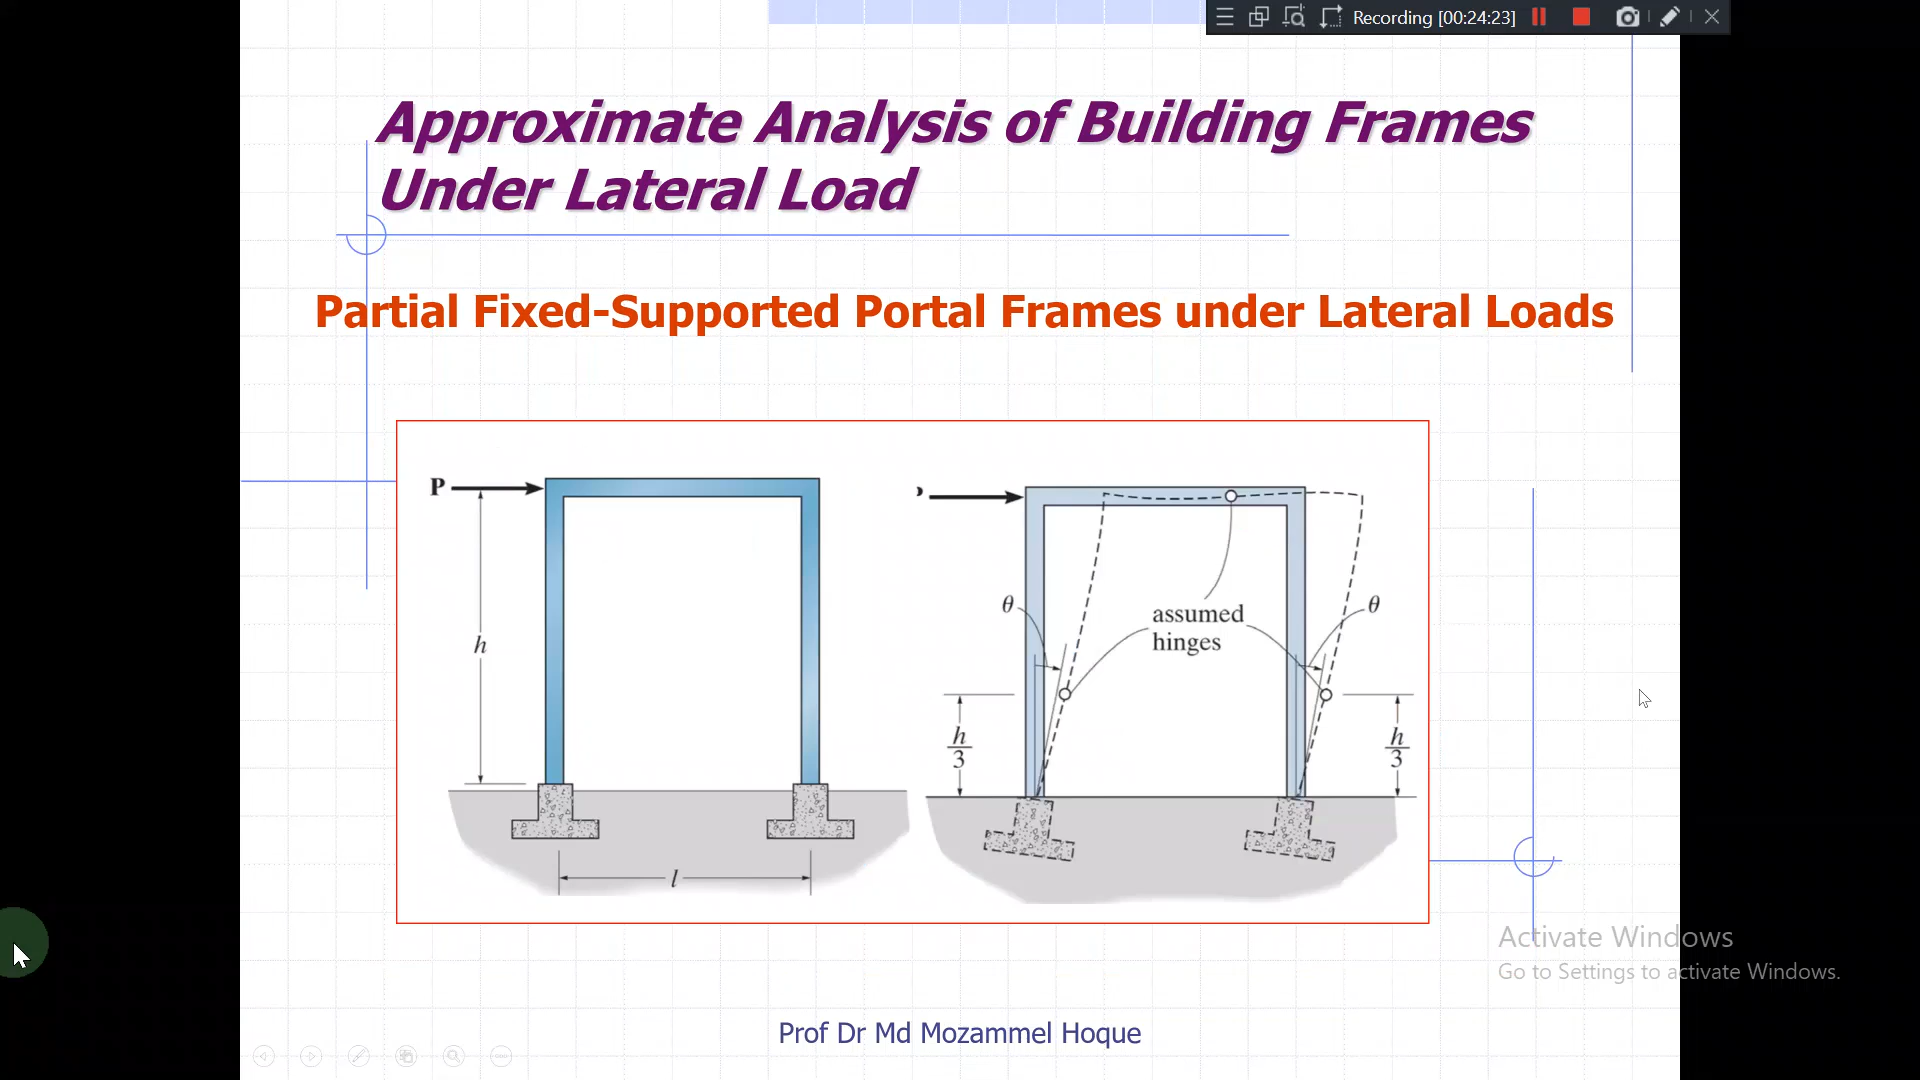 Recording [00:24:23]
Approximate Analysis of Building Frames
Under Lateral Load
Partial Fixed-Supported Portal Frames under Lateral Loads
P
h
l
θ
assumed
hinges
θ
h
3
h
3
Activate Windows
Go to Settings to activate Windows.
Prof Dr Md Mozammel Hoque